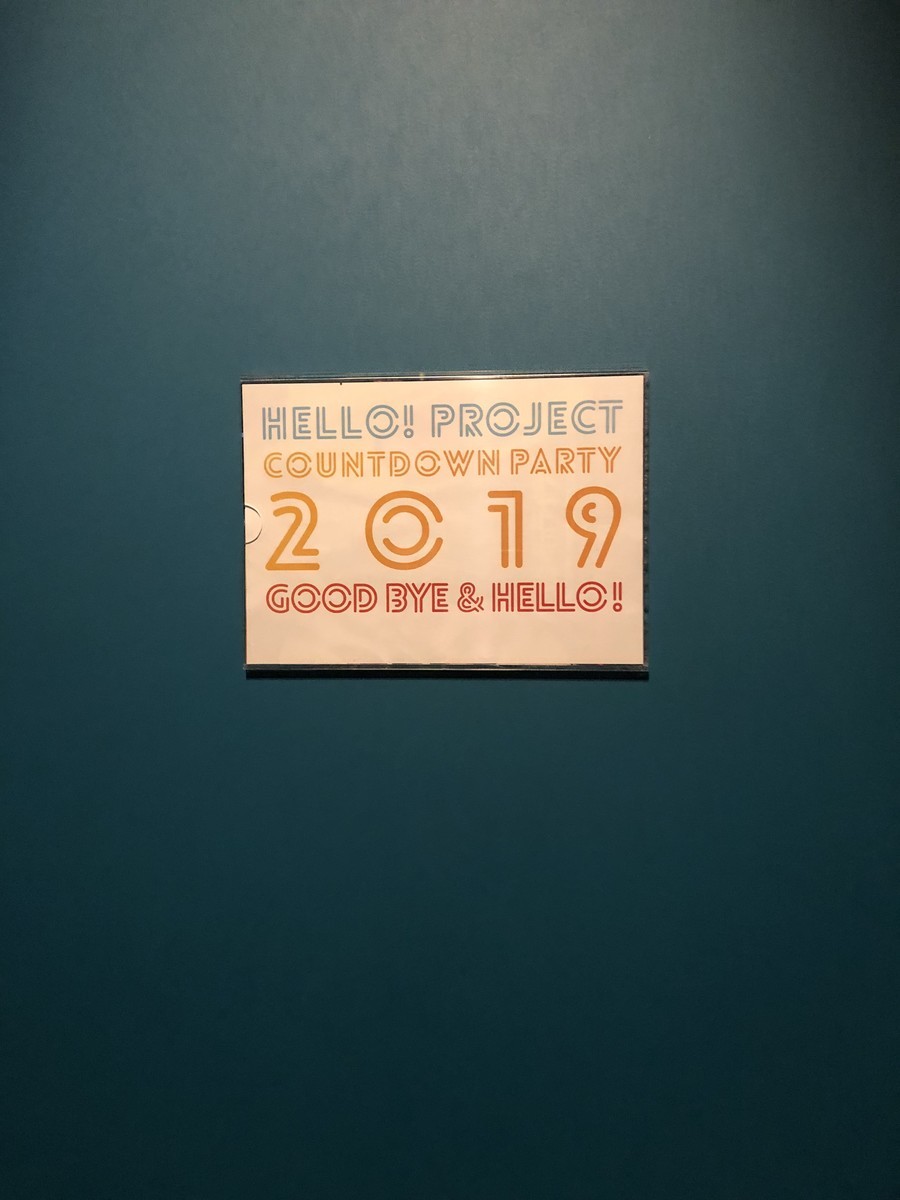 HELLO! PROJECT
COUNTDOWN PARTY
2019
GOOD BYE & HELLO!